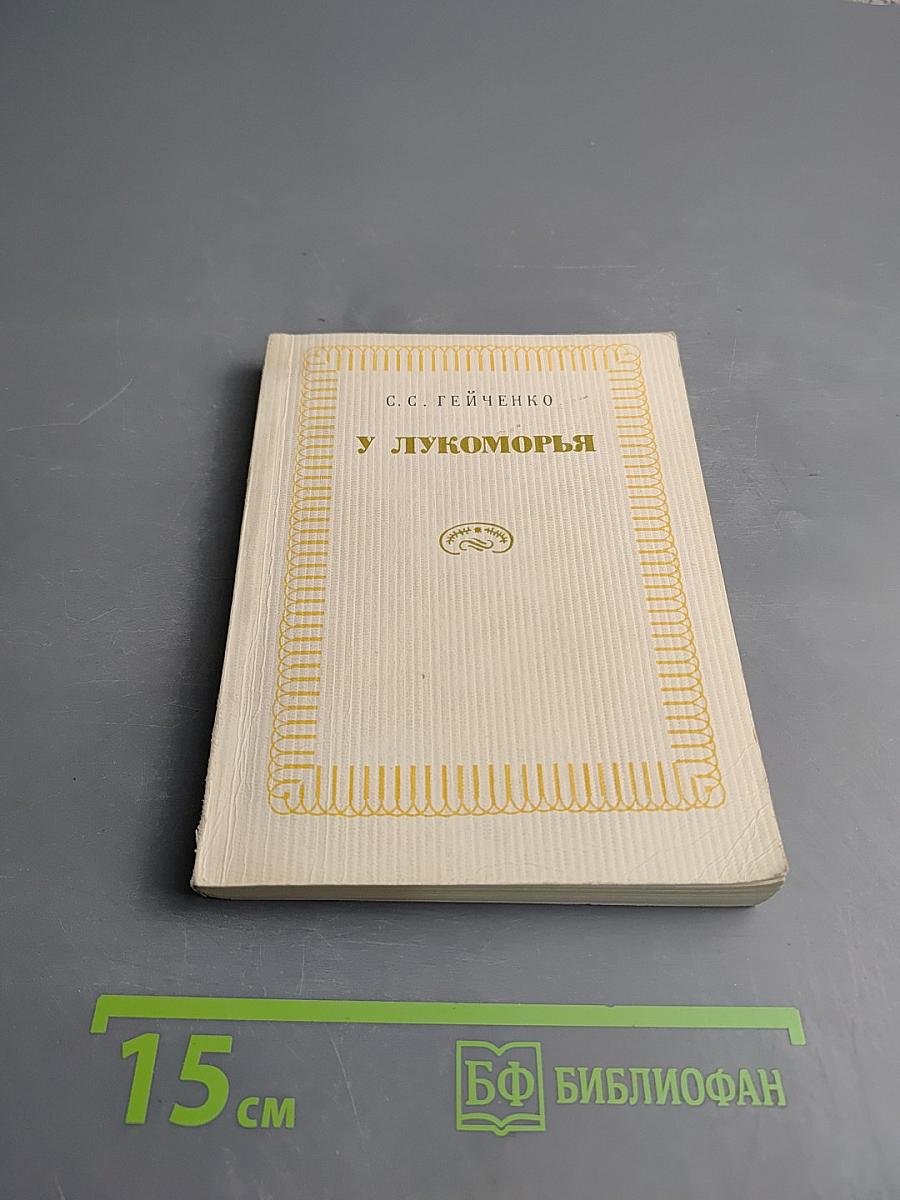 С. С. ГЕЙЧЕНКО
У ЛУКОМОРЬЯ
15 см
БФ БИБЛИОФАН